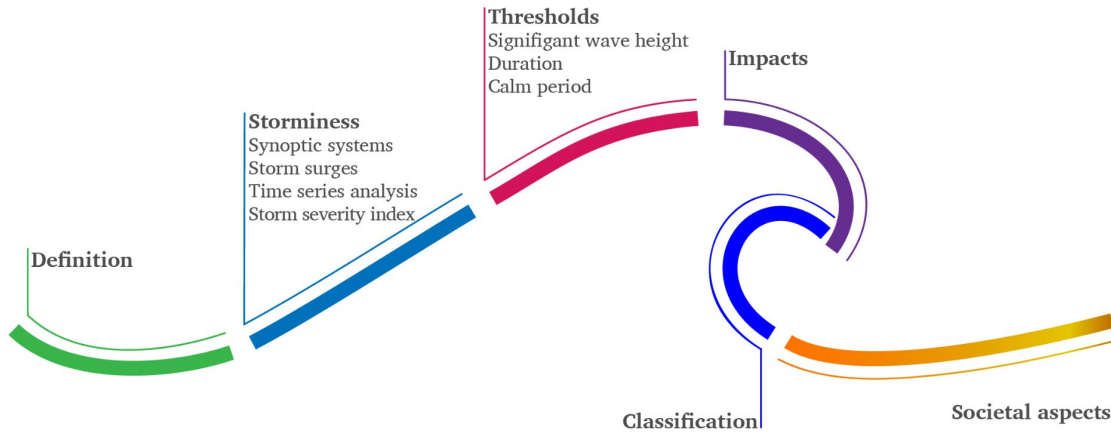 Definition
Storminess
Synoptic systems
Storm surges
Time series analysis
Storm severity index
Thresholds
Signifigant wave height
Duration
Calm period
Impacts
Classification
Societal aspects